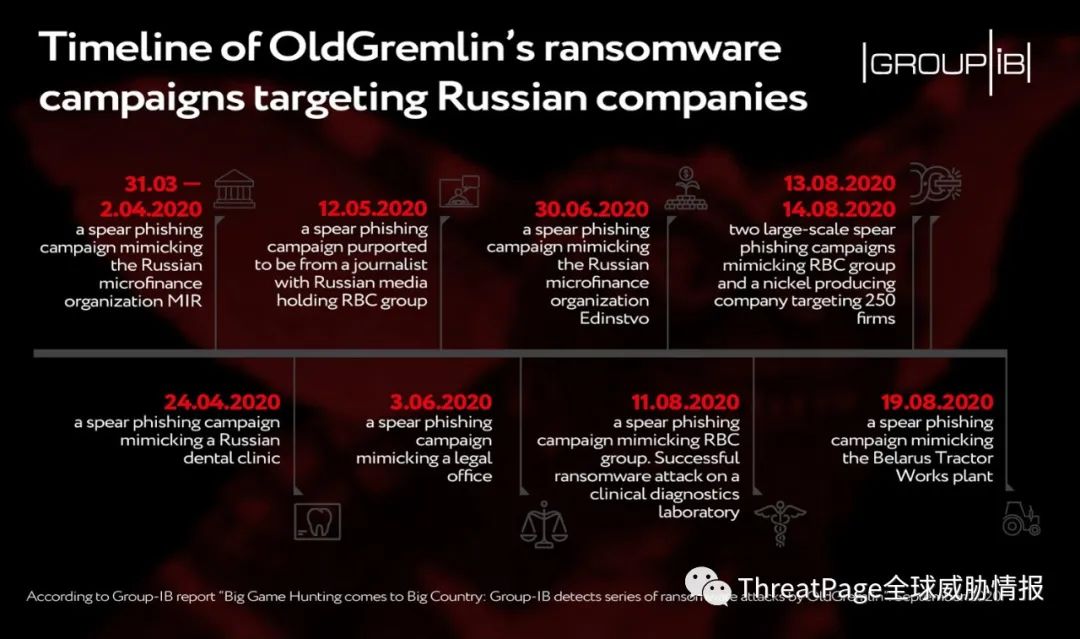 Timeline of OldGremlin's ransomware
campaigns targeting Russian companies
GROUP IB
31.03 —
2.04.2020
a spear phishing
campaign mimicking
the Russian
microfinance
organization MIR
12.05.2020
a spear phishing
campaign purported
to be from a journalist
with Russian media
holding RBC group
30.06.2020
a spear phishing
campaign mimicking
the Russian
microfinance
organization
Edinstvo
13.08.2020
14.08.2020
two large-scale spear
phishing campaigns
mimicking RBC group
and a nickel producing
company targeting 250
firms
24.04.2020
a spear phishing campaign
mimicking a Russian
dental clinic
3.06.2020
a spear phishing
campaign
mimicking a legal
office
11.08.2020
a spear phishing
campaign mimicking RBC
group. Successful
ransomware attack on a
clinical diagnostics
laboratory
19.08.2020
a spear phishing
campaign mimicking
the Belarus Tractor
Works plant
According to Group-IB report "Big Game Hunting comes to Big Country: Group-IB detects series of ransomware attacks by OldGremlin". September 2020
ThreatPage全球威胁情报